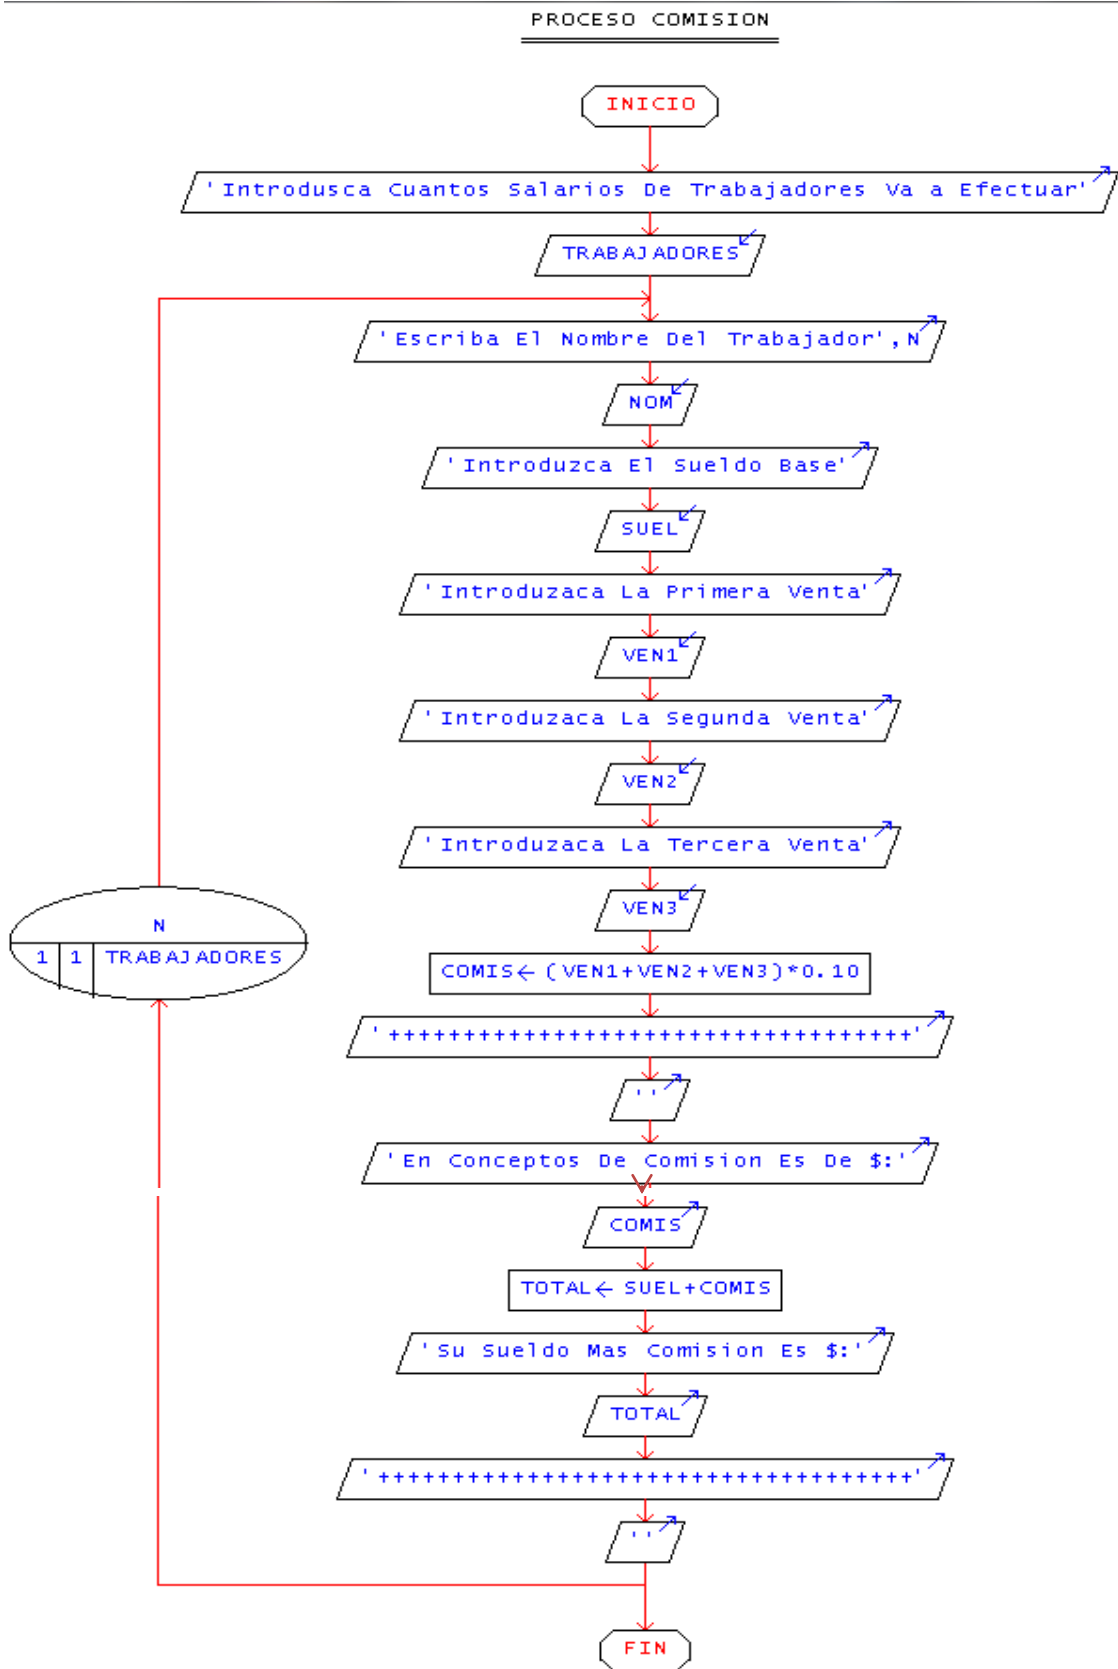 PROCESO COMISION
INICIO
'Introdusca Cuantos Salarios De Trabajadores Va a Efectuar'
TRABAJADORES
'Escriba El Nombre Del Trabajador',N
NOM
'Introduzca El Sueldo Base'
SUEL
'Introduzaca La Primera Venta'
VEN1
'Introduzaca La Segunda Venta'
VEN2
'Introduzaca La Tercera Venta'
VEN3
N
1 1 TRABAJADORES
COMIS← (VEN1+VEN2+VEN3)*0.10
'+++++++++++++++++++++++++++++++++++'
''
'En Conceptos De Comision Es De $:'
COMIS
TOTAL← SUEL+COMIS
'Su Sueldo Mas Comision Es $:'
TOTAL
'++++++++++++++++++++++++++++++++++++'
''
FIN